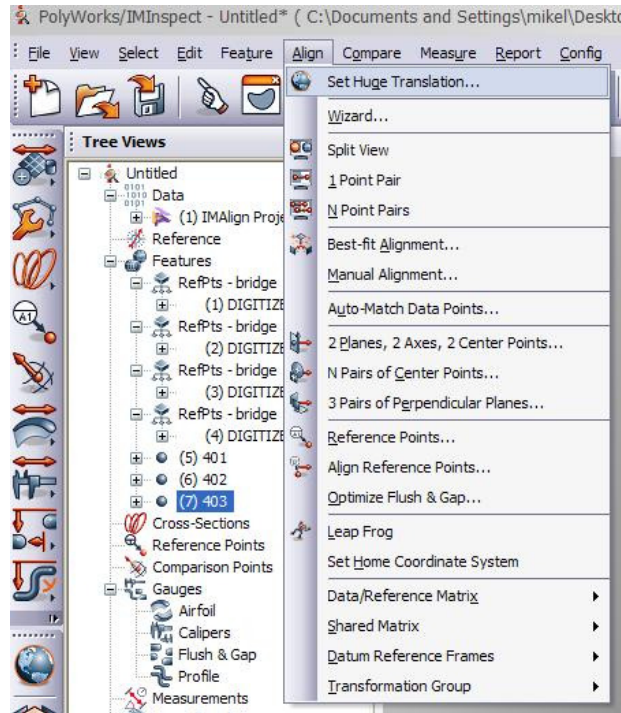 PolyWorks/IMInspect - Untitled* ( C:\Documents and Settings\mikel\Deskto
File View Select Edit Feature Align Compare Measure Report Config
Set Huge Translation...
Wizard...
Tree Views
Split View
Untitled
1 Point Pair
Data
N Point Pairs
(1) IMAlign Proje
Reference
Best-fit Alignment...
Features
Manual Alignment...
RefPts - bridge
(1) DIGITIZE
Auto-Match Data Points...
RefPts - bridge
(2) DIGITIZE
2 Planes, 2 Axes, 2 Center Points...
RefPts - bridge
N Pairs of Center Points...
(3) DIGITIZE
3 Pairs of Perpendicular Planes...
RefPts - bridge
(4) DIGITIZE
Reference Points...
(5) 401
Align Reference Points...
(6) 402
(7) 403
Optimize Flush & Gap...
Cross-Sections
Leap Frog
Reference Points
Set Home Coordinate System
Comparison Points
Gauges
Data/Reference Matrix
Airfoil
Shared Matrix
Calipers
Flush & Gap
Datum Reference Frames
Profile
Transformation Group
Measurements